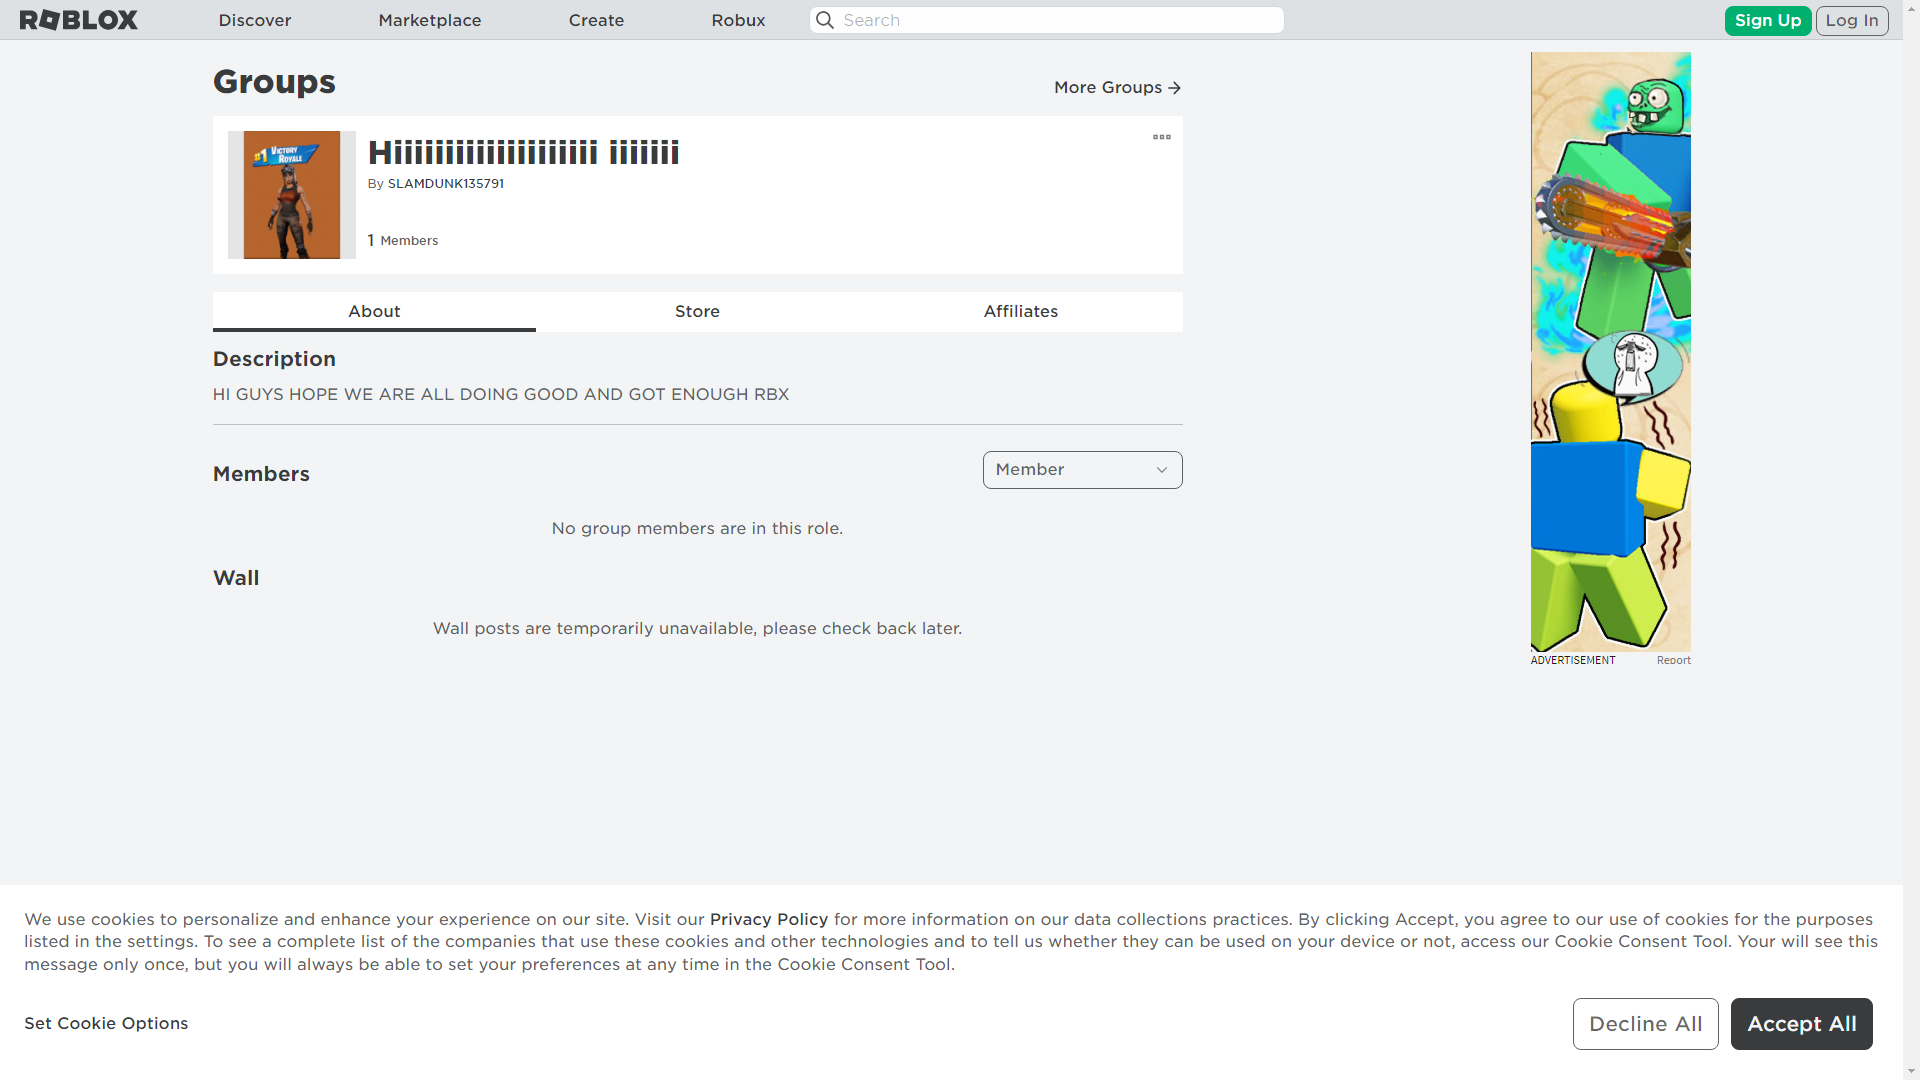 ROBLOX
Discover
Marketplace
Create
Robux
Search
Sign Up
Log In
Groups
More Groups
#1 VICTORY ROYALE
Hiiiiiiiiiiiiiiiiiiii iiiiiii
By SLAMDUNK135791
1 Members
About
Store
Affiliates
Description
HI GUYS HOPE WE ARE ALL DOING GOOD AND GOT ENOUGH RBX
Members
Member
No group members are in this role.
Wall
Wall posts are temporarily unavailable, please check back later.
ADVERTISEMENT
Report
We use cookies to personalize and enhance your experience on our site. Visit our Privacy Policy for more information on our data collections practices. By clicking Accept, you agree to our use of cookies for the purposes
listed in the settings. To see a complete list of the companies that use these cookies and other technologies and to tell us whether they can be used on your device or not, access our Cookie Consent Tool. Your will see this
message only once, but you will always be able to set your preferences at any time in the Cookie Consent Tool.
Set Cookie Options
Decline All
Accept All